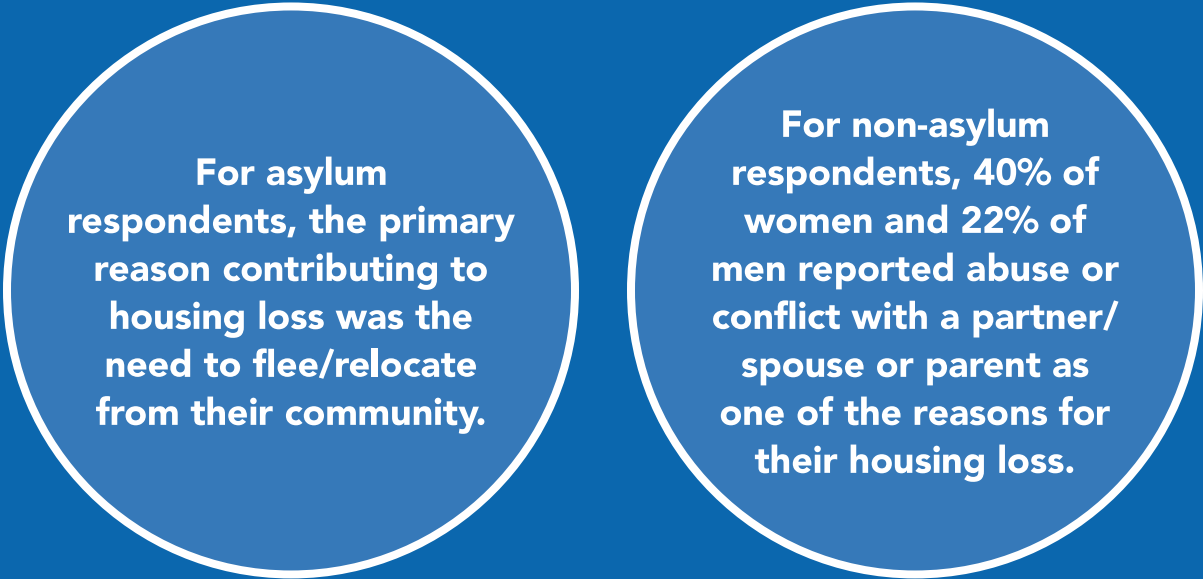 For asylum
respondents, the primary
reason contributing to
housing loss was the
need to flee/relocate
from their community.
For non-asylum
respondents, 40% of
women and 22% of
men reported abuse or
conflict with a partner/
spouse or parent as
one of the reasons for
their housing loss.